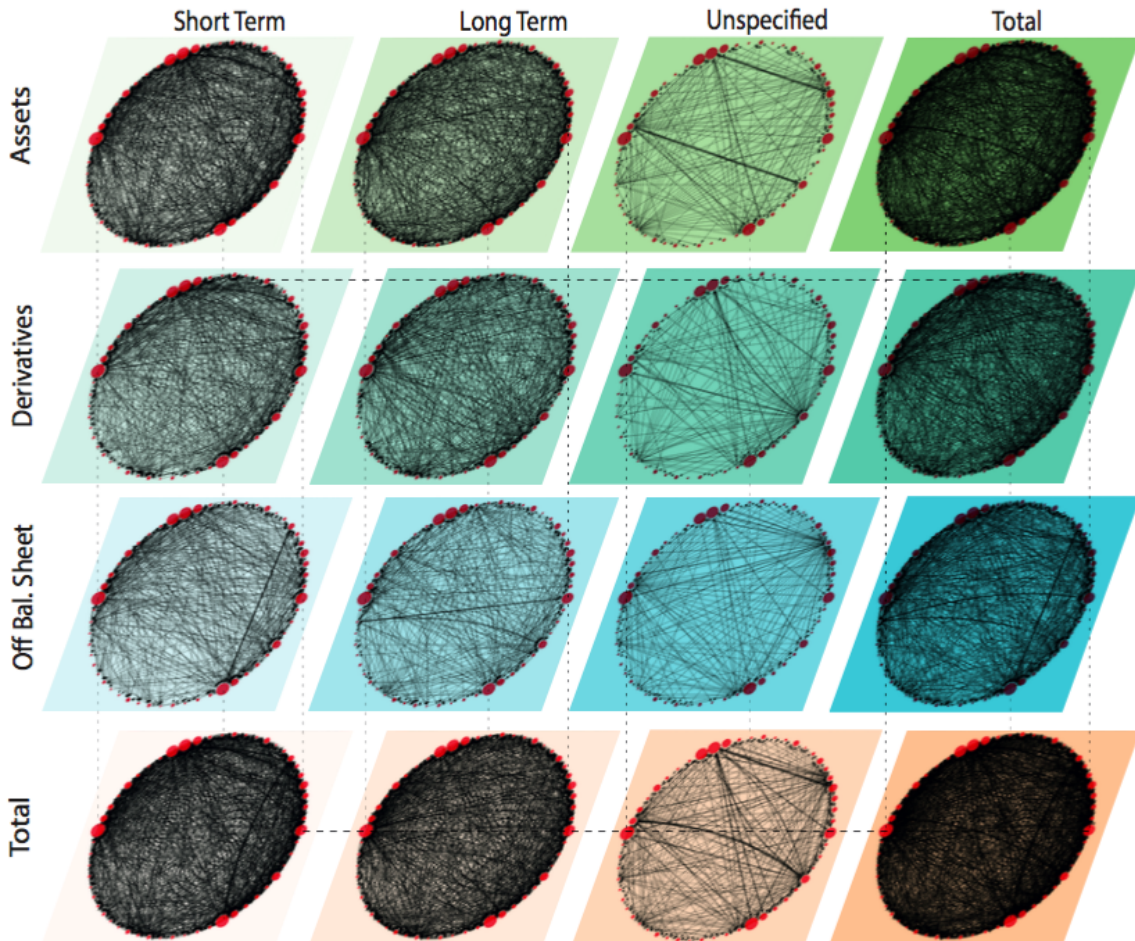 Short Term Long Term Unspecified Total
Assets
Derivatives
Off Bal. Sheet
Total